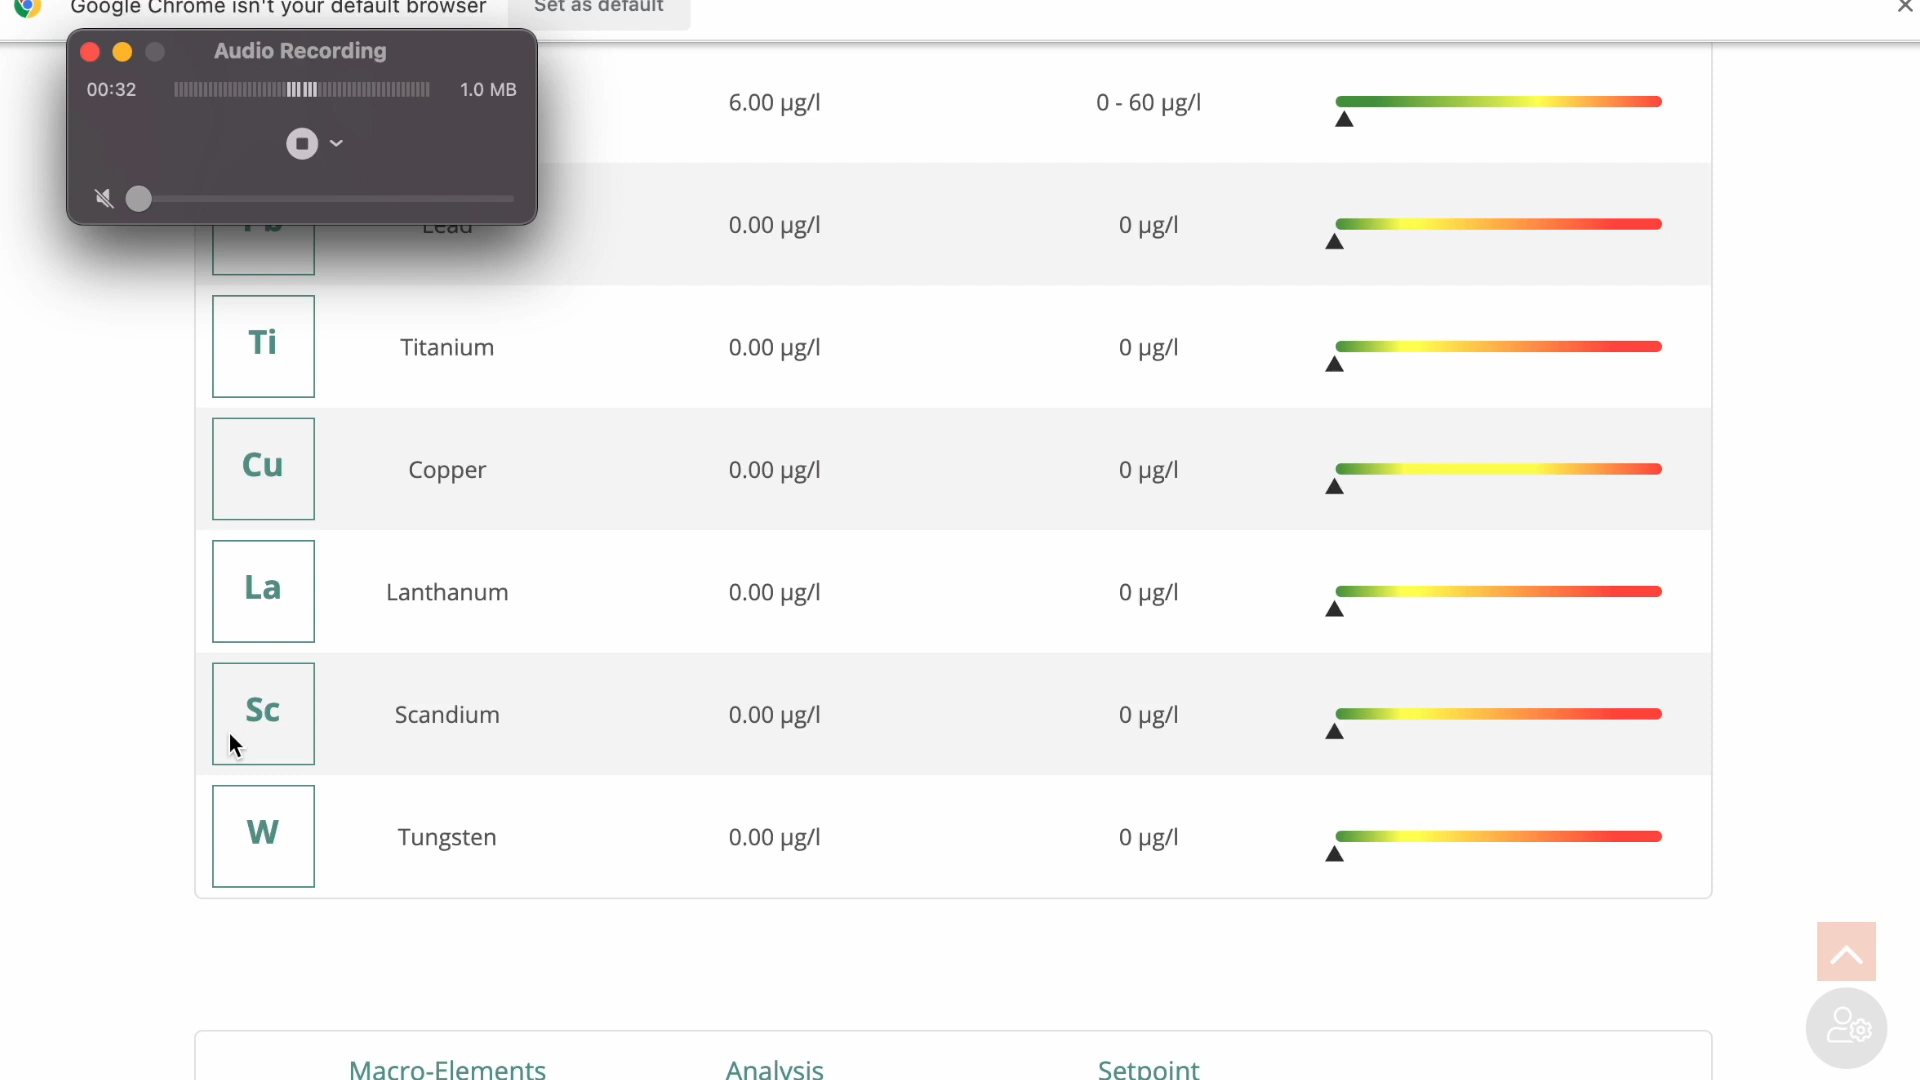 Google Chrome isn't your default browser Set as default
Audio Recording
00:32 1.0 MB
6.00 µg/l 0 - 60 µg/l
Lead 0.00 µg/l 0 µg/l
Ti Titanium 0.00 µg/l 0 µg/l
Cu Copper 0.00 µg/l 0 µg/l
La Lanthanum 0.00 µg/l 0 µg/l
Sc Scandium 0.00 µg/l 0 µg/l
W Tungsten 0.00 µg/l 0 µg/l
Macro-Elements Analysis Setpoint